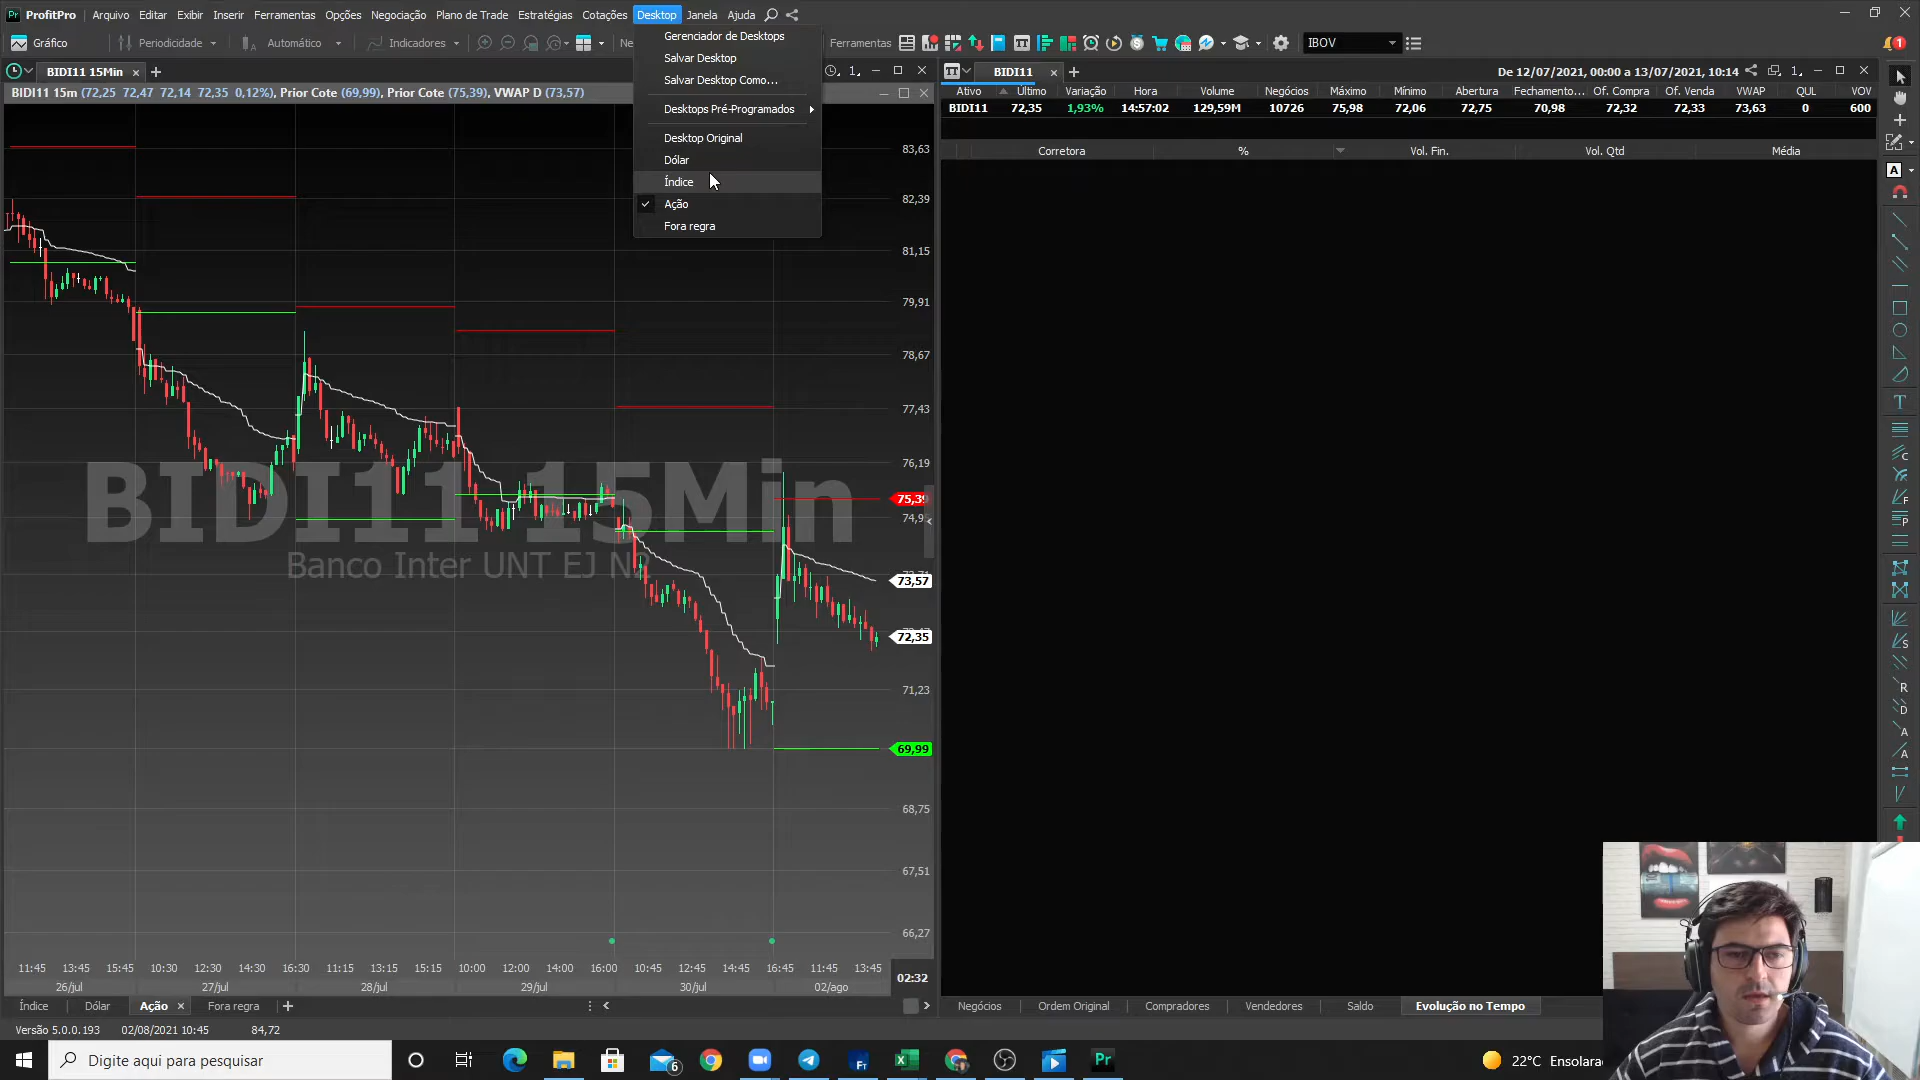 Pr ProfitPro Arquivo Editar Exibir Inserir Ferramentas Opções Negociação Plano de Trade Estratégias Cotações Desktop Janela Ajuda
Gráfico Periodicidade Automático Indicadores Ne Ferramentas IBOV 1
Gerenciador de Desktops
Salvar Desktop
Salvar Desktop Como...
Desktops Pré-Programados
Desktop Original
Dólar
Índice
Ação
Fora regra
BIDI11 15Min
BIDI11 15m (72,25 72,47 72,14 72,35 0,12%), Prior Cote (69,99), Prior Cote (75,39), VWAP D (73,57)
BIDI11 De 12/07/2021, 00:00 a 13/07/2021, 10:14
Ativo Último Variação Hora Volume Negócios Máximo Mínimo Abertura Fechamento... Of. Compra Of. Venda VWAP QUL VOV
BIDI11 72,35 1,93% 14:57:02 129,59M 10726 75,98 72,06 72,75 70,98 72,32 72,33 73,63 0 600
Corretora % Vol. Fin. Vol. Qtd Média
83,63
82,39
81,15
79,91
78,67
77,43
76,19
75,39
73,57
72,35
71,23
69,99
68,75
67,51
66,27
BIDI11 15Min
Banco Inter UNT EJ N2
11:45 13:45 15:45 10:30 12:30 14:30 16:30 11:15 13:15 15:15 10:00 12:00 14:00 16:00 10:45 12:45 14:45 16:45 11:45 13:45
26/jul 27/jul 28/jul 29/jul 30/jul 02/ago
02:32
Índice Dólar Ação Fora regra
Negócios Ordem Original Compradores Vendedores Saldo Evolução no Tempo
Versão 5.0.0.193 02/08/2021 10:45 84,72
Digite aqui para pesquisar
6
Pr
22°C